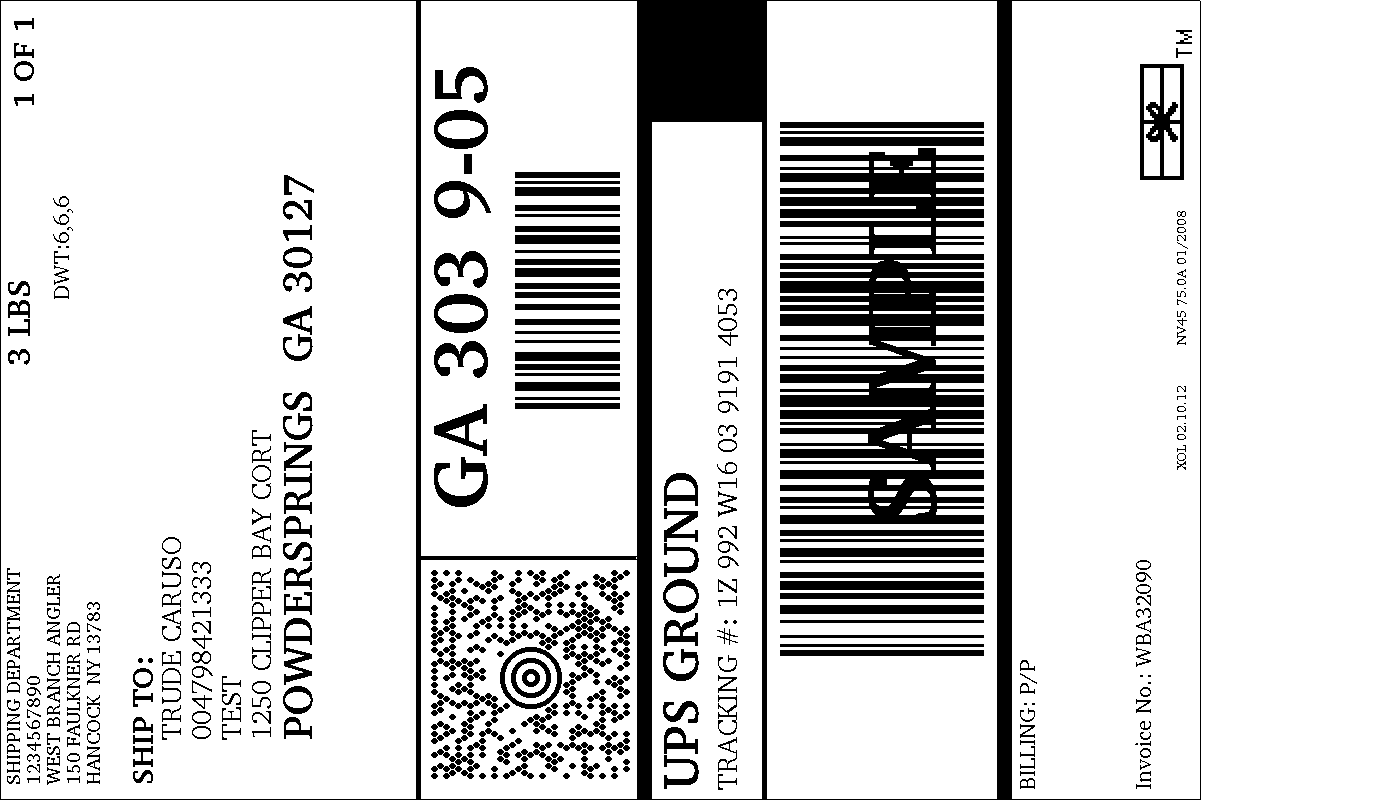 SHIPPING DEPARTMENT
1234567890
WEST BRANCH ANGLER
150 FAULKNER RD
HANCOCK NY 13783
3 LBS
1 OF 1
DWT:6,6,6
SHIP TO:
TRUDE CARUSO
004798421333
TEST
1250 CLIPPER BAY CORT
POWDERSPRINGS GA 30127
GA 303 9-05
UPS GROUND
TRACKING #: 1Z 992 W16 03 9191 4053
SAMPLE
BILLING: P/P
Invoice No.: WBA32090
XOL 02.10.12
NV45 75.0A 01/2008
TM